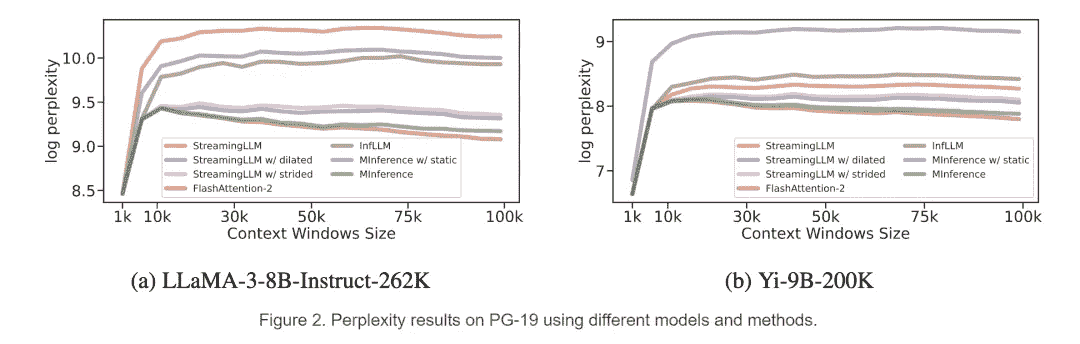 log perplexity
10.0
9.5
9.0
8.5
StreamingLLM
StreamingLLM w/ dilated
StreamingLLM w/ strided
FlashAttention-2
InfLLM
MInference w/ static
MInference
1k 10k 30k 50k 75k 100k
Context Windows Size
(a) LLaMA-3-8B-Instruct-262K
log perplexity
9
8
7
StreamingLLM
StreamingLLM w/ dilated
StreamingLLM w/ strided
FlashAttention-2
InfLLM
MInference w/ static
MInference
1k 10k 30k 50k 75k 100k
Context Windows Size
(b) Yi-9B-200K
Figure 2. Perplexity results on PG-19 using different models and methods.